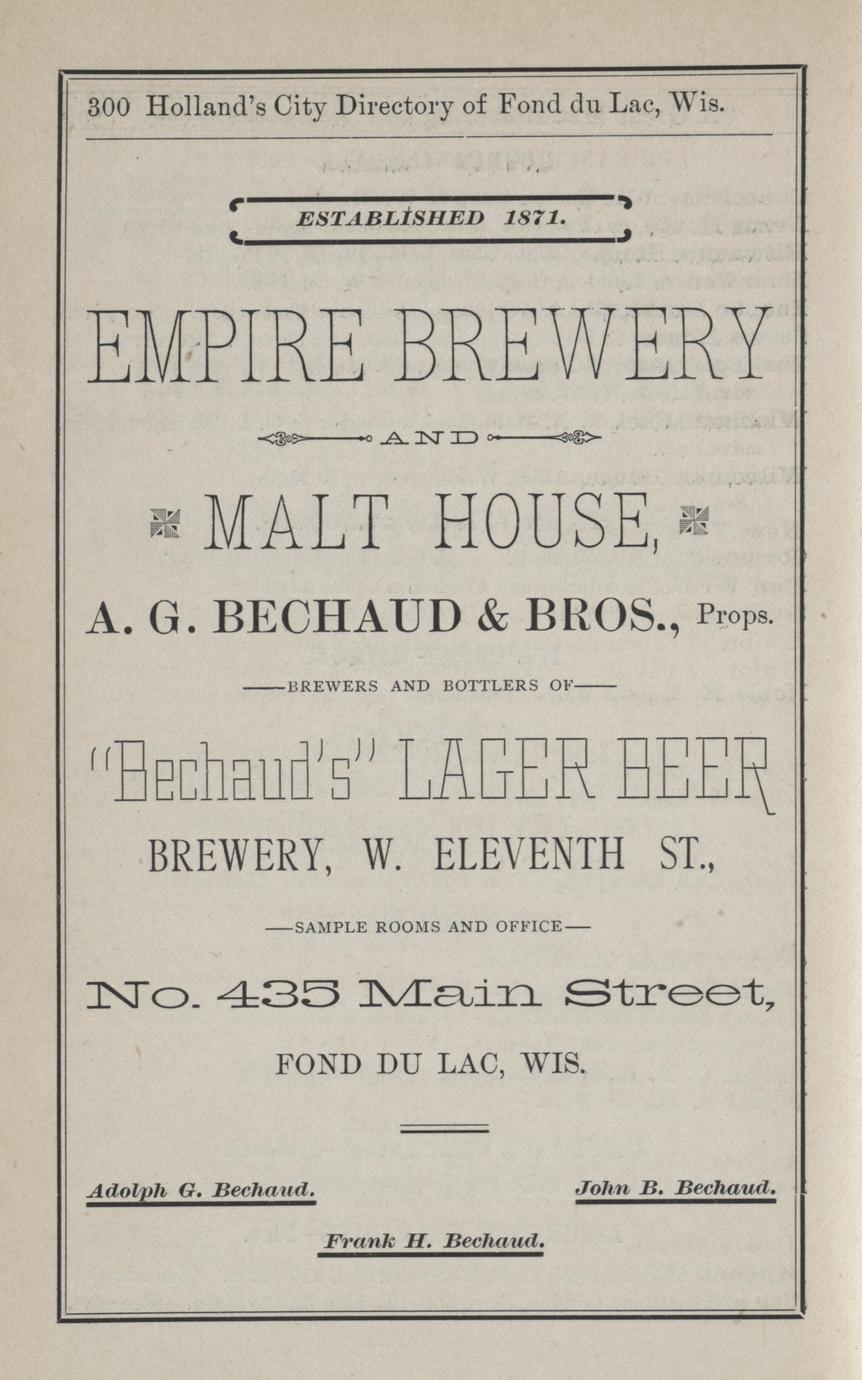 300 Holland's City Directory of Fond du Lac, Wis.
ESTABLISHED 1871.
EMPIRE BREWERY
AND
MALT HOUSE,
A. G. BECHAUD & BROS., Props.
BREWERS AND BOTTLERS OF
"Bechaud's" LAGER BEER
BREWERY, W. ELEVENTH ST.,
SAMPLE ROOMS AND OFFICE
No. 435 Main Street,
FOND DU LAC, WIS.
Adolph G. Bechaud. John B. Bechaud.
Frank H. Bechaud.